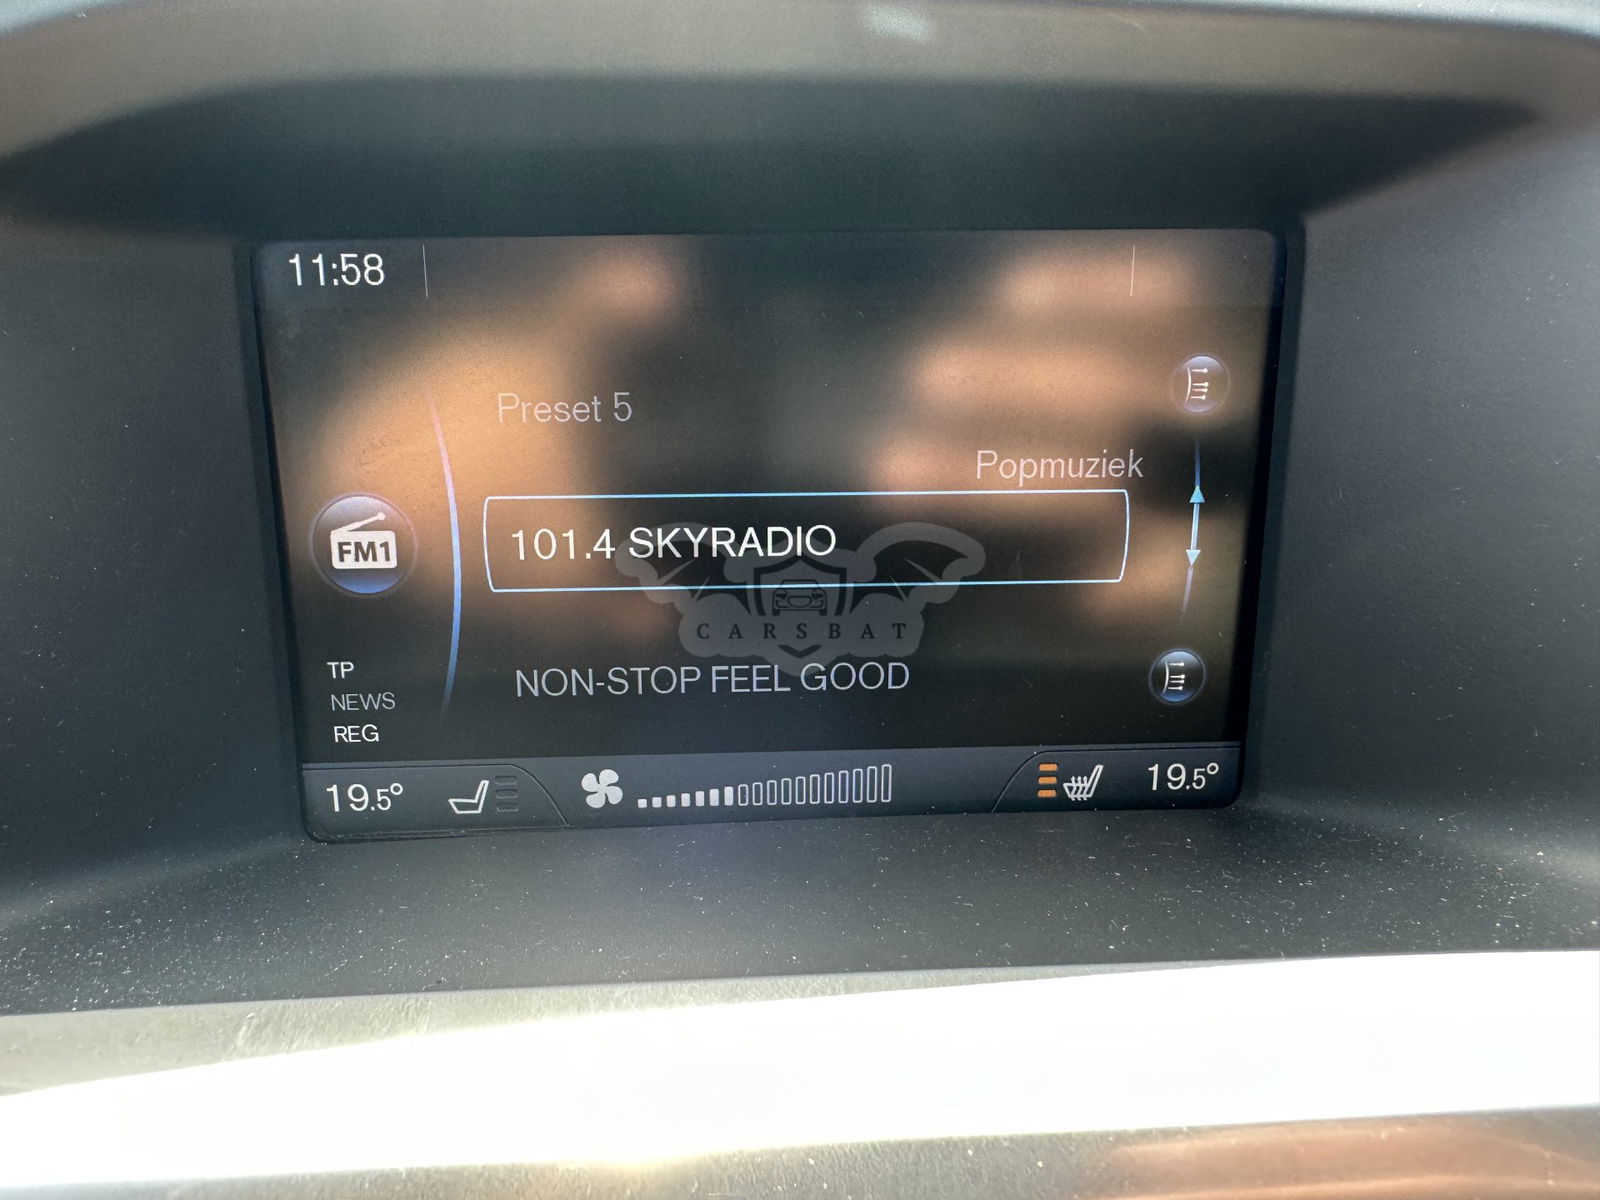 11:58
Preset 5
Popmuziek
FM1
101.4 SKYRADIO
CARSBAT
TP
NEWS
REG
NON-STOP FEEL GOOD
19.5°
19.5°